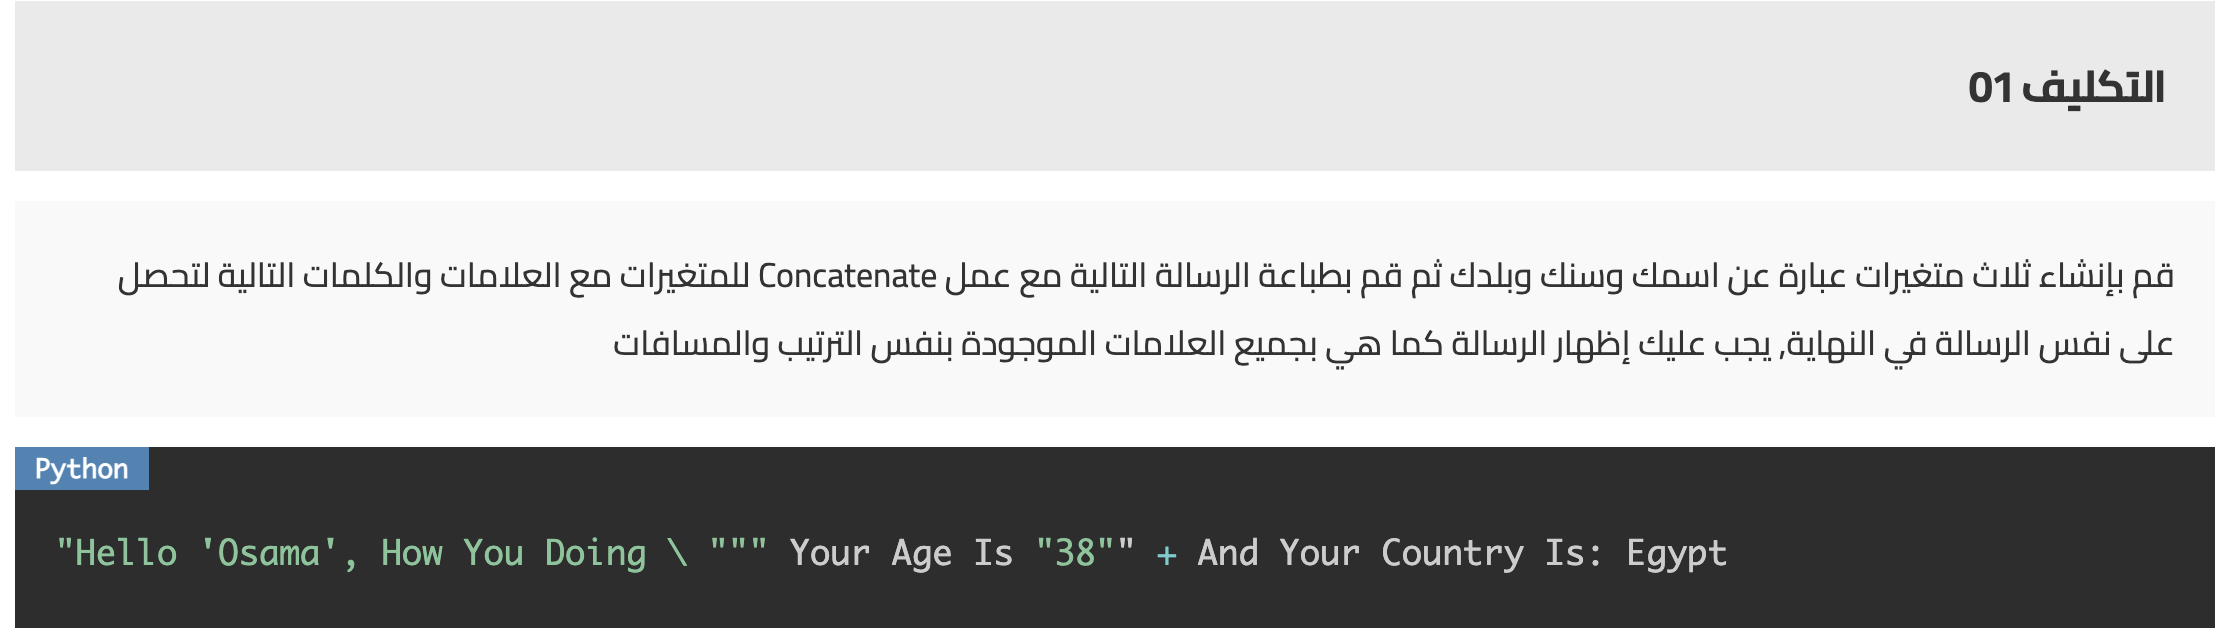 التكليف 01
قم بإنشاء ثلاث متغيرات عبارة عن اسمك وسنك وبلدك ثم قم بطباعة الرسالة التالية مع عمل Concatenate للمتغيرات مع العلامات والكلمات التالية لتحصل
على نفس الرسالة في النهاية, يجب عليك إظهار الرسالة كما هي بجميع العلامات الموجودة بنفس الترتيب والمسافات
Python
"Hello 'Osama', How You Doing \ """ Your Age Is "38"" + And Your Country Is: Egypt